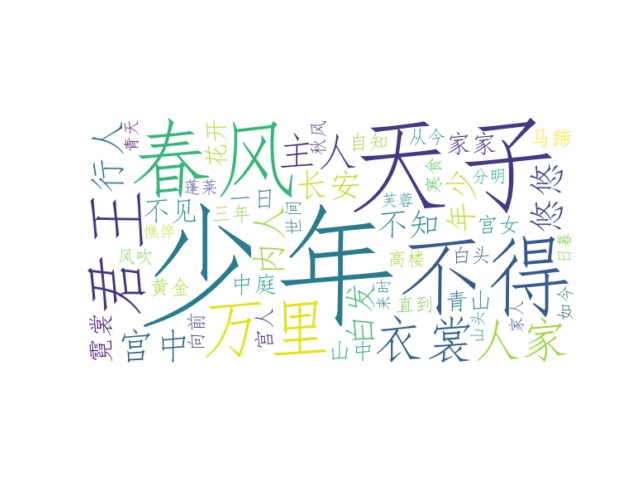 少年
天子
春风
不得
君王
万里
衣裳
人家
主人
行人
长安
宫中
白发
内人
悠悠
不知
不见
年少
家家
花开
霓裳
青山
一日
中庭
黄金
马蹄
青天
秋风
自知
从今
寒食
分明
芙蓉
蓬莱
三年
世间
宫女
憔悴
风吹
高楼
白头
日暮
向前
宫人
山中
来时
直到
山头
家人
如今